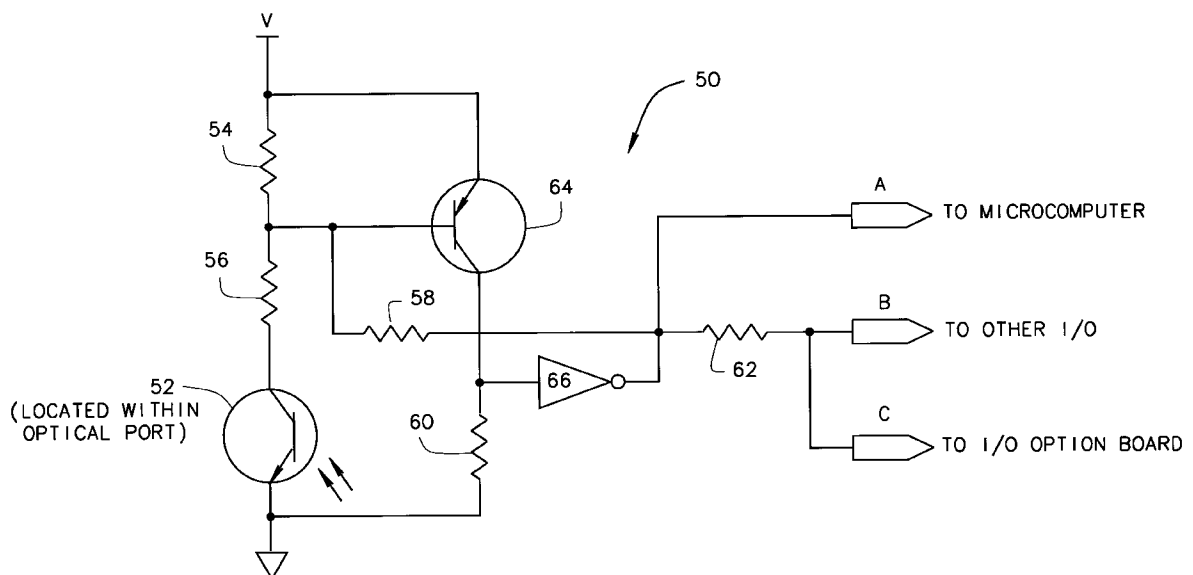 V
50
54
64
A
TO MICROCOMPUTER
56
58
B
TO OTHER I/O
62
66
52
(LOCATED WITHIN
OPTICAL PORT)
60
C
TO I/O OPTION BOARD